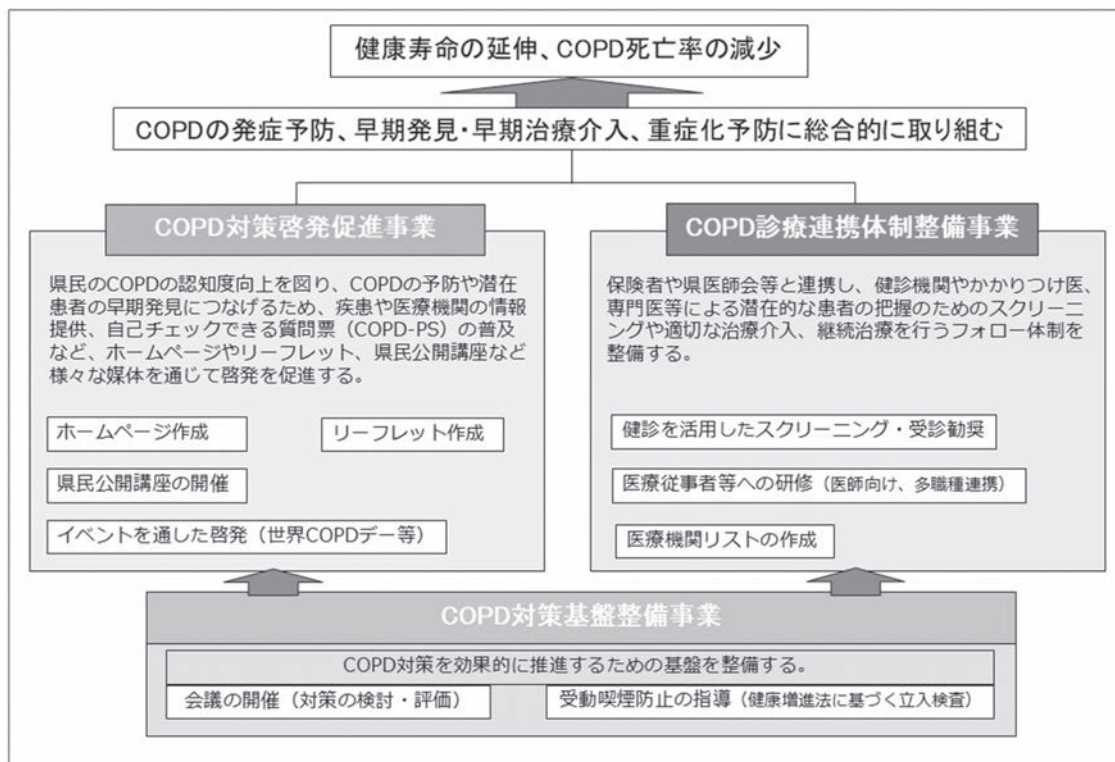 健康寿命の延伸、COPD死亡率の減少
COPDの発症予防、早期発見・早期治療介入、重症化予防に総合的に取り組む
COPD対策啓発促進事業
県民のCOPDの認知度向上を図り、COPDの予防や潜在
患者の早期発見につなげるため、疾患や医療機関の情報
提供、自己チェックできる質問票（COPD-PS）の普及
など、ホームページやリーフレット、県民公開講座など
様々な媒体を通じて啓発を促進する。
ホームページ作成
リーフレット作成
県民公開講座の開催
イベントを通した啓発（世界COPDデー等）
COPD診療連携体制整備事業
保険者や県医師会等と連携し、健診機関やかかりつけ医、
専門医等による潜在的な患者の把握のためのスクリーニ
ングや適切な治療介入、継続治療を行うフォロー体制を
整備する。
健診を活用したスクリーニング・受診勧奨
医療従事者等への研修（医師向け、多職種連携）
医療機関リストの作成
COPD対策基盤整備事業
COPD対策を効果的に推進するための基盤を整備する。
会議の開催（対策の検討・評価）
受動喫煙防止の指導（健康増進法に基づく立入検査）